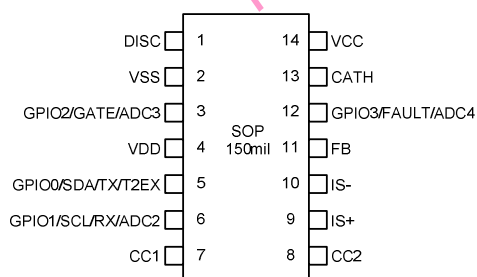 DISC 1 14 VCC
VSS 2 13 CATH
GPIO2/GATE/ADC3 3 12 GPIO3/FAULT/ADC4
SOP
VDD 4 150mil 11 FB
GPIO0/SDA/TX/T2EX 5 10 IS-
GPIO1/SCL/RX/ADC2 6 9 IS+
CC1 7 8 CC2